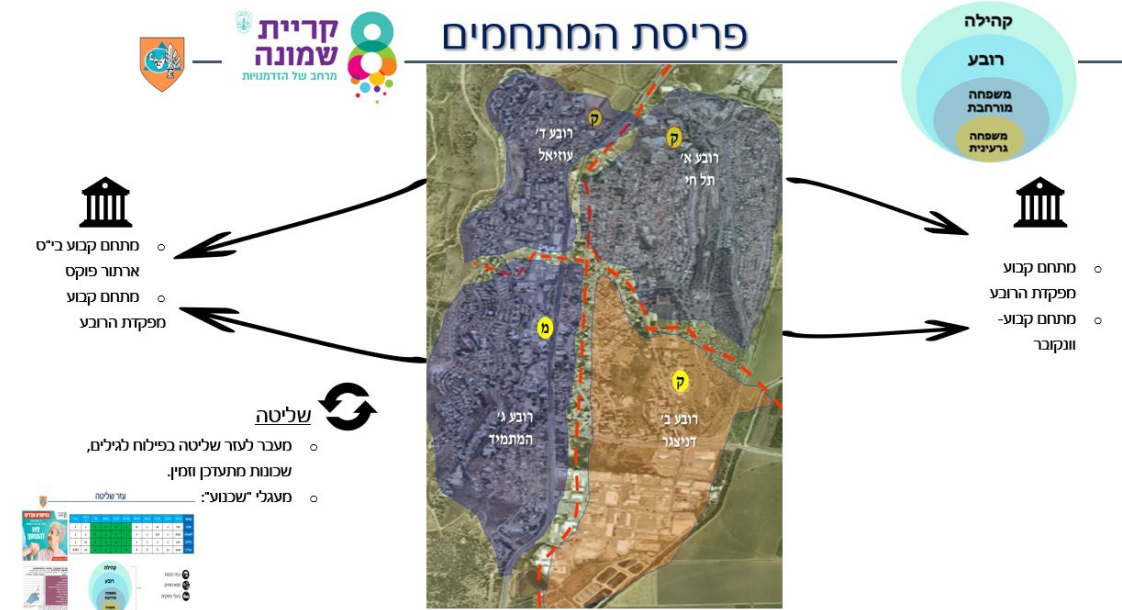 פריסת המתחמים
קריית
שמונה
מרחב של הזדמנויות
קהילה
רובע
משפחה
מורחבת
משפחה
גרעינית
ק
רובע ד'
עוזיאל
ק
רובע א'
תל חי
מ
רובע ג'
המתמיד
ק
רובע ב'
דניצגר
○ מתחם קבוע
מפקדת הרובע
○ מתחם קבוע-
וונקובר
○ מתחם קבוע בי"ס
ארתור פוקס
○ מתחם קבוע
מפקדת הרובע
שליטה
○ מעבר לעזר שליטה בפילוח לגילים,
שכונות מתעדכן וזמין.
○ מעגלי "שכנוע":
עזר שליטה
קהילה
רובע
משפחה
מורחבת